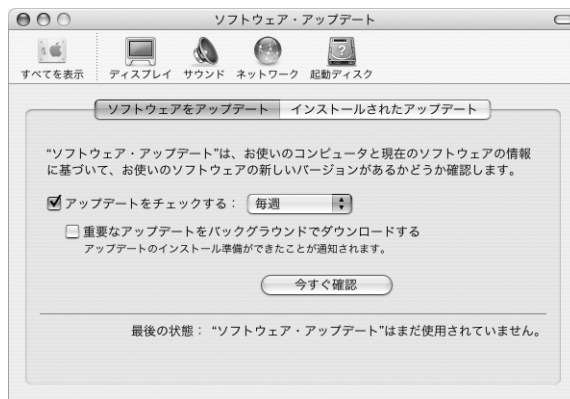 ソフトウェア・アップデート
すべてを表示 ディスプレイ サウンド ネットワーク 起動ディスク
ソフトウェアをアップデート インストールされたアップデート
“ソフトウェア・アップデート”は、お使いのコンピュータと現在のソフトウェアの情報
に基づいて、お使いのソフトウェアの新しいバージョンがあるかどうか確認します。
アップデートをチェックする： 毎週
重要なアップデートをバックグラウンドでダウンロードする
アップデートのインストール準備ができたことが通知されます。
今すぐ確認
最後の状態： “ソフトウェア・アップデート”はまだ使用されていません。